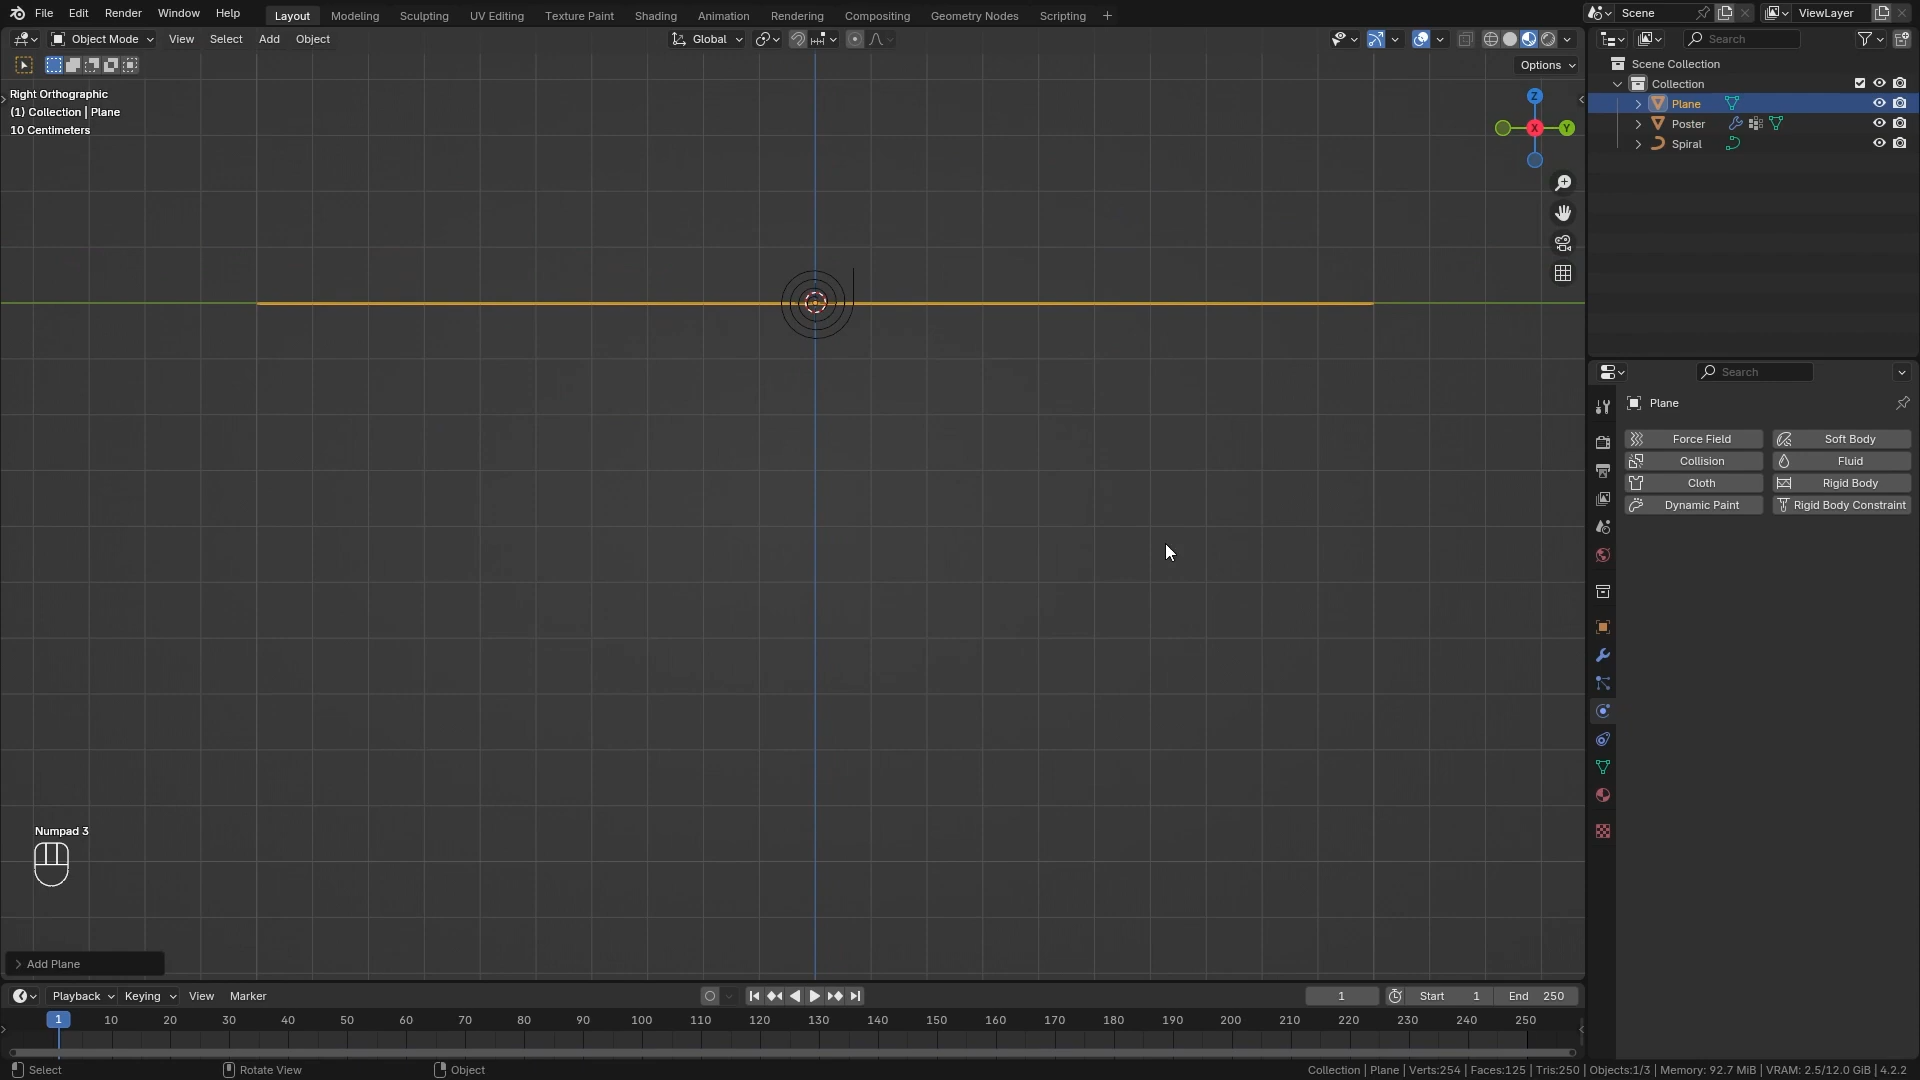 File Edit Render Window Help Layout Modeling Sculpting UV Editing Texture Paint Shading Animation Rendering Compositing Geometry Nodes Scripting + Scene ViewLayer
Object Mode View Select Add Object Global Search
Options
Right Orthographic
(1) Collection | Plane
10 Centimeters
Z
X Y
Scene Collection
Collection
Plane
Poster
Spiral
Search
Plane
Force Field Soft Body
Collision Fluid
Cloth Rigid Body
Dynamic Paint Rigid Body Constraint
Numpad 3
Add Plane
Playback Keying View Marker 1 Start 1 End 250
1 10 20 30 40 50 60 70 80 90 100 110 120 130 140 150 160 170 180 190 200 210 220 230 240 250
Select Rotate View Object Collection | Plane | Verts:254 | Faces:125 | Tris:250 | Objects:1/3 | Memory: 92.7 MiB | VRAM: 2.5/12.0 GiB | 4.2.2